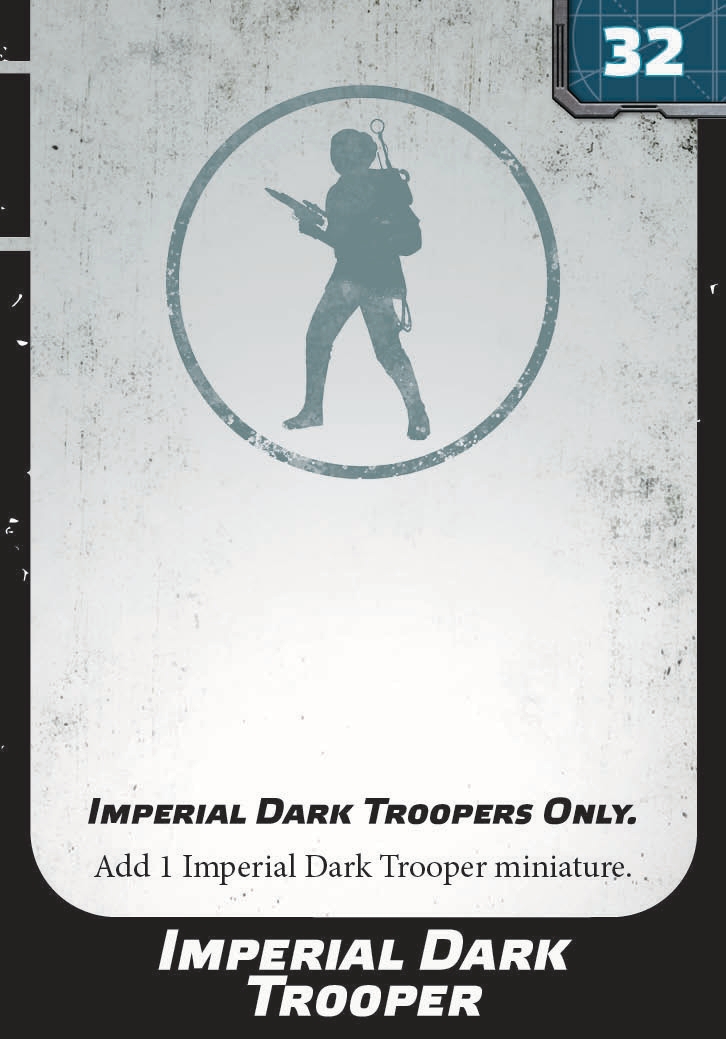 32
Imperial Dark Troopers Only.
Add 1 Imperial Dark Trooper miniature.
Imperial Dark
Trooper